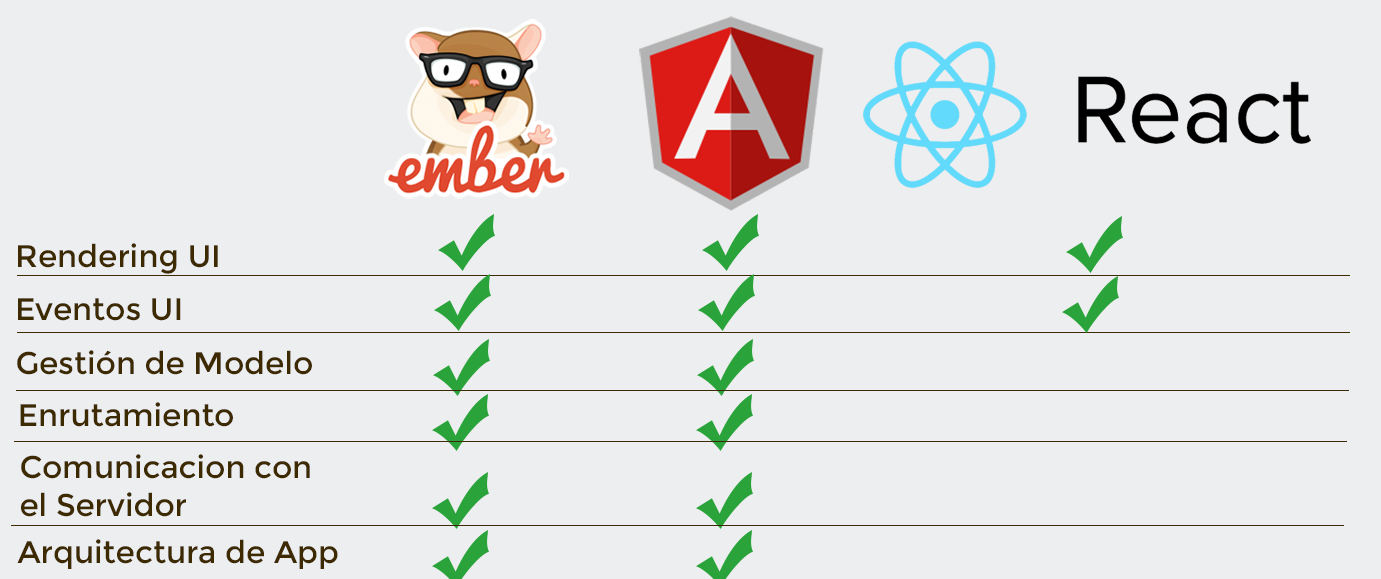 ember
A
React
Rendering UI
Eventos UI
Gestión de Modelo
Enrutamiento
Comunicacion con
el Servidor
Arquitectura de App